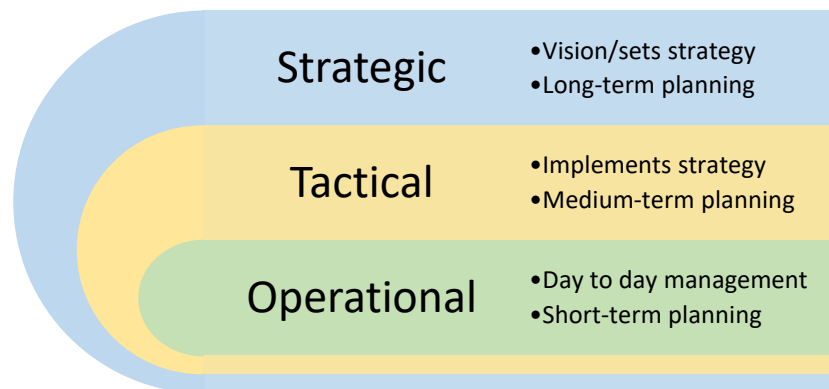 Strategic
•Vision/sets strategy
•Long-term planning
Tactical
•Implements strategy
•Medium-term planning
Operational
•Day to day management
•Short-term planning